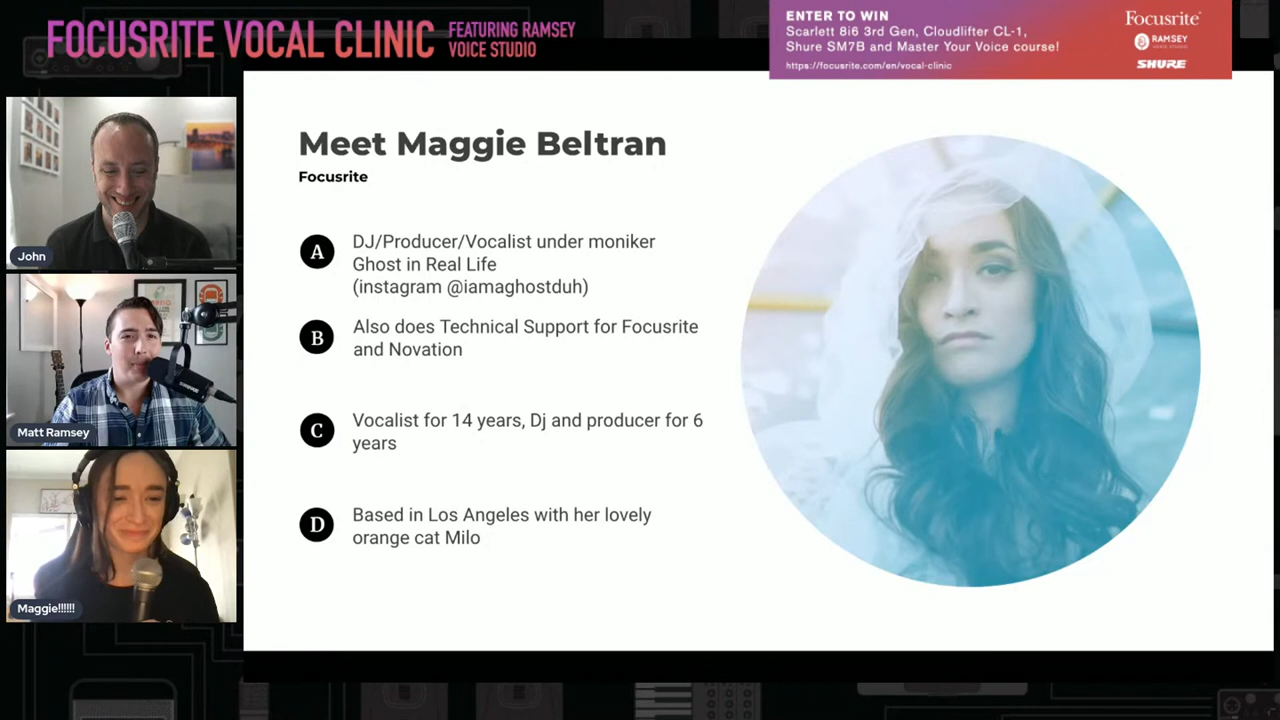 FOCUSRITE VOCAL CLINIC
FEATURING RAMSEY
VOICE STUDIO
ENTER TO WIN
Scarlett 8i6 3rd Gen, Cloudlifter CL-1,
Shure SM7B and Master Your Voice course!
https://focusrite.com/en/vocal-clinic
Focusrite®
RAMSEY
VOICE STUDIO
SHURE
John
Matt Ramsey
Maggie!!!!!!
Meet Maggie Beltran
Focusrite
A
DJ/Producer/Vocalist under moniker
Ghost in Real Life
(instagram @iamaghostduh)
B
Also does Technical Support for Focusrite
and Novation
C
Vocalist for 14 years, Dj and producer for 6
years
D
Based in Los Angeles with her lovely
orange cat Milo